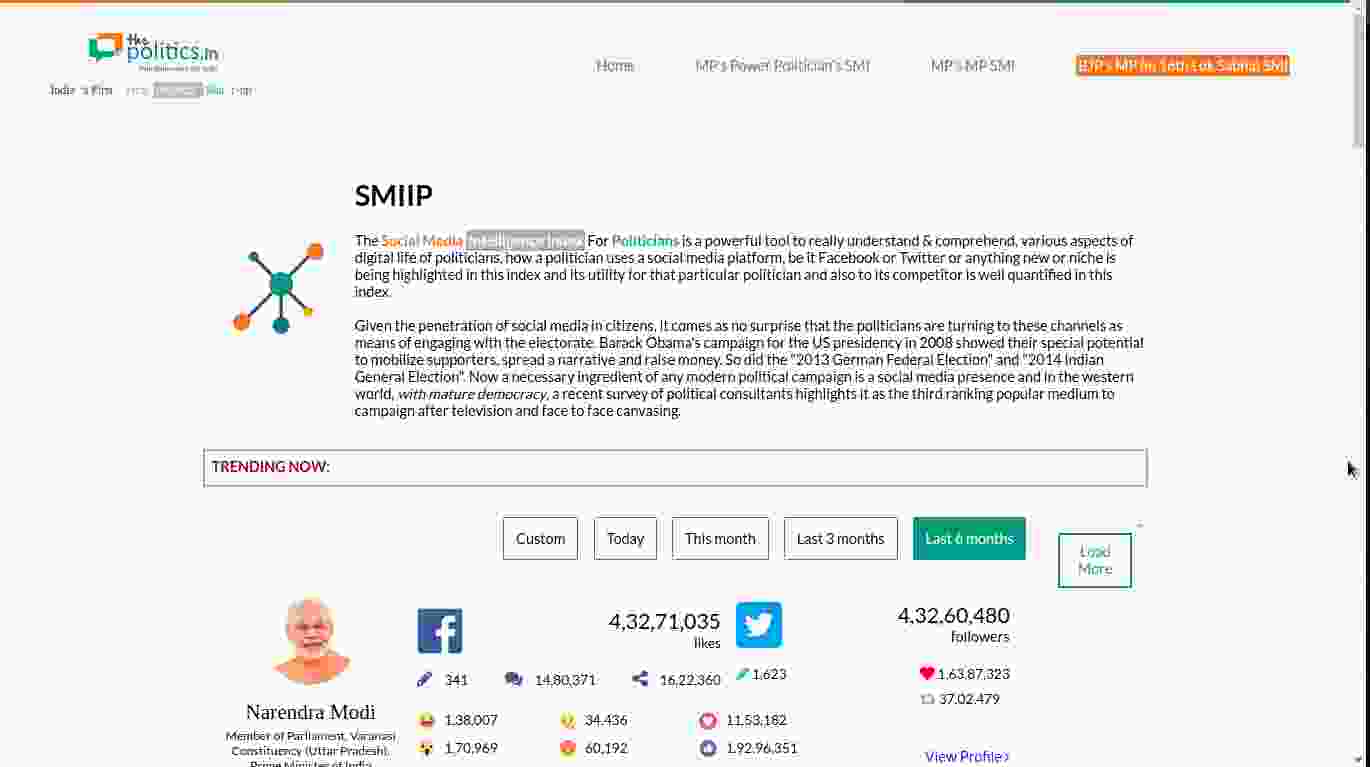 the
politics.in
Home
MP's Power Politician's SMI
MP's MP SMI
BJP's MP (in 16th Lok Sabha) SMI
SMIIP
The Social Media Intelligence Index For Politicians is a powerful tool to really understand & comprehend, various aspects of
digital life of politicians, how a politician uses a social media platform, be it Facebook or Twitter or anything new or niche is
being highlighted in this index and its utility for that particular politician and also to its competitor is well quantified in this
index.
Given the penetration of social media in citizens, it comes as no surprise that the politicians are turning to these channels as
means of engaging with the electorate. Barack Obama's campaign for the US presidency in 2008 showed their special potential
to mobilize supporters, spread a narrative and raise money. So did the "2013 German Federal Election" and "2014 Indian
General Election". Now a necessary ingredient of any modern political campaign is a social media presence and in the western
world, with mature democracy, a recent survey of political consultants highlights it as the third ranking popular medium to
campaign after television and face to face canvasing.
TRENDING NOW:
Custom
Today
This month
Last 3 months
Last 6 months
Load
More
4,32,71,035
likes
341
14,80,371
16,22,360
1,38,007
34,436
11,53,182
1,70,969
60,192
1,92,96,351
4,32,60,480
followers
1,623
1,63,87,323
37,02,479
View Profile>
Narendra Modi
Member of Parliament, Varanasi
Constituency (Uttar Pradesh),
Prime Minister of India